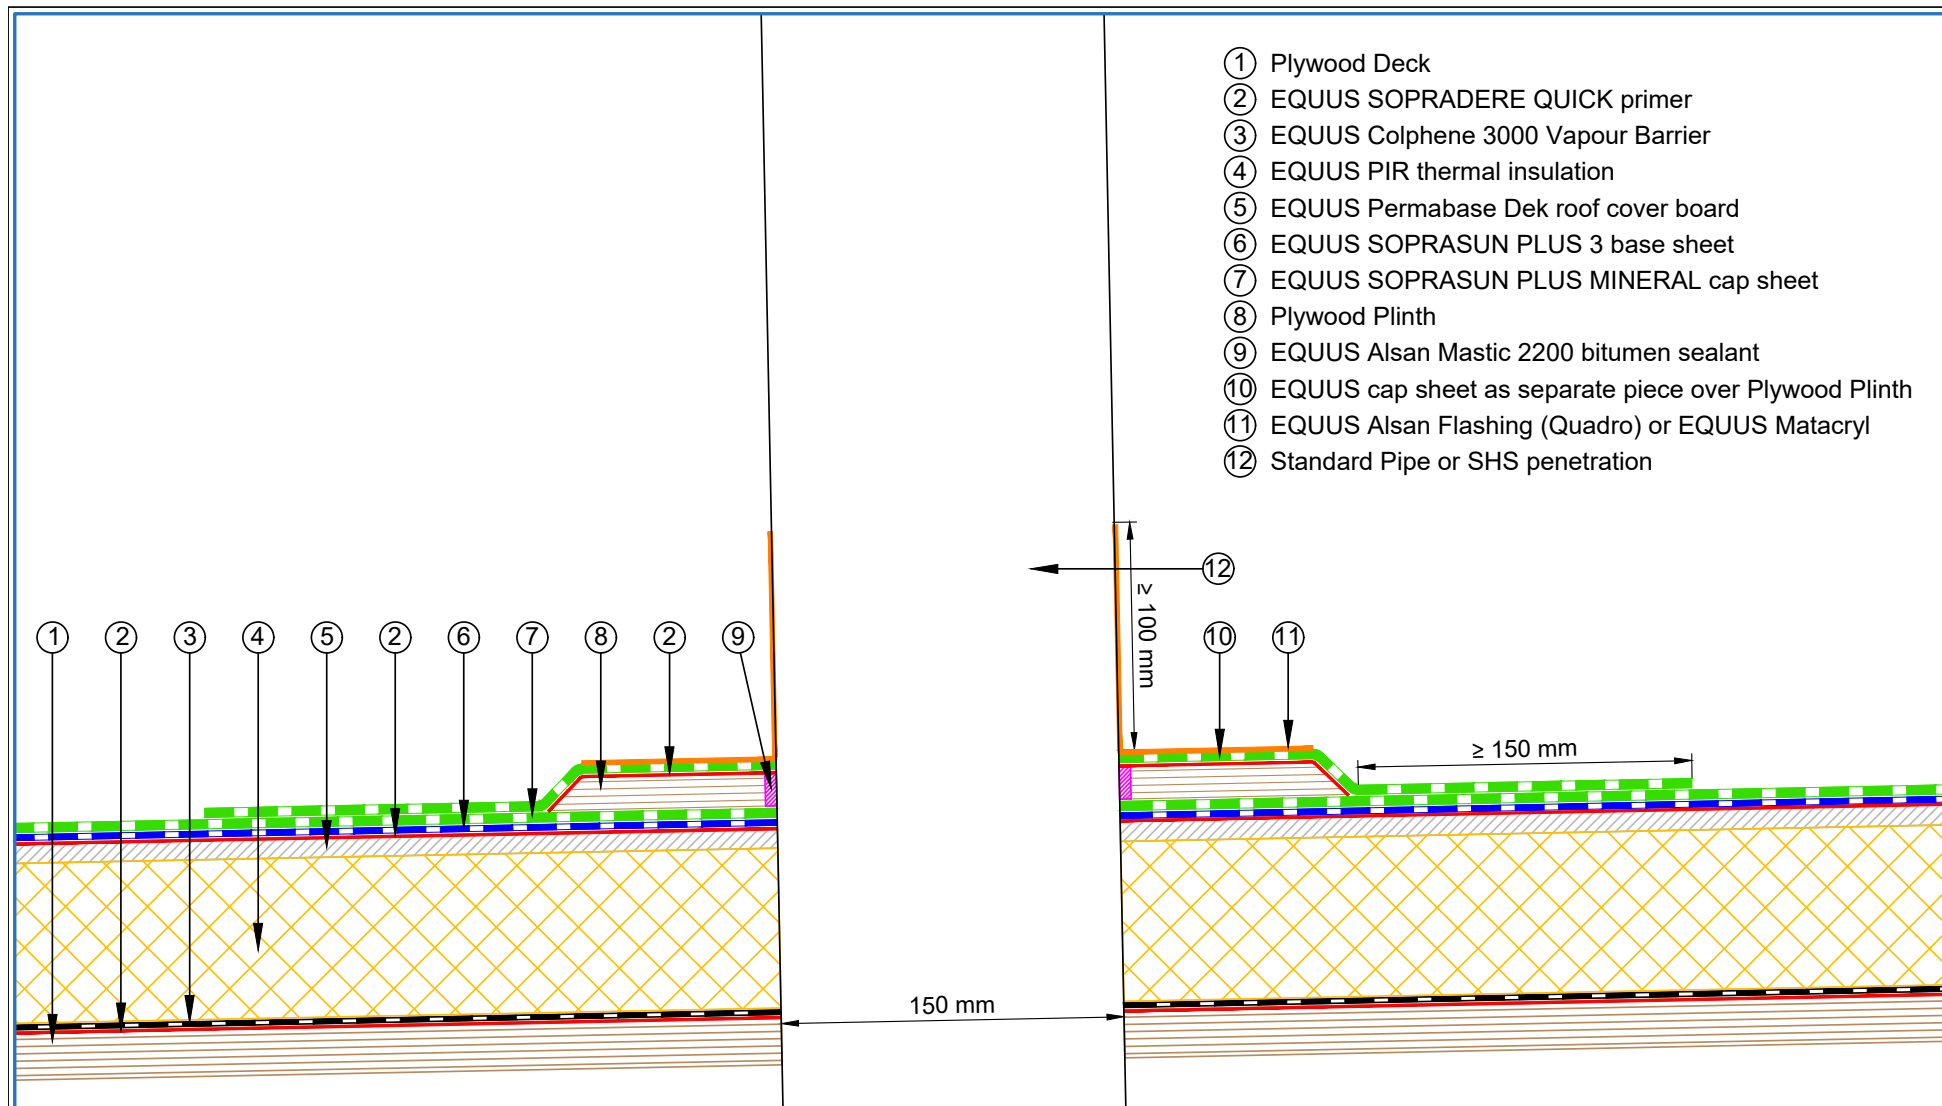 1 Plywood Deck
2 EQUUS SOPRADERE QUICK primer
3 EQUUS Colphene 3000 Vapour Barrier
4 EQUUS PIR thermal insulation
5 EQUUS Permabase Dek roof cover board
6 EQUUS SOPRASUN PLUS 3 base sheet
7 EQUUS SOPRASUN PLUS MINERAL cap sheet
8 Plywood Plinth
9 EQUUS Alsan Mastic 2200 bitumen sealant
10 EQUUS cap sheet as separate piece over Plywood Plinth
11 EQUUS Alsan Flashing (Quadro) or EQUUS Matacryl
12 Standard Pipe or SHS penetration
12
≥ 100 mm
1 2 3 4 5 2 6 7 8 2 9 10 11
≥ 150 mm
150 mm